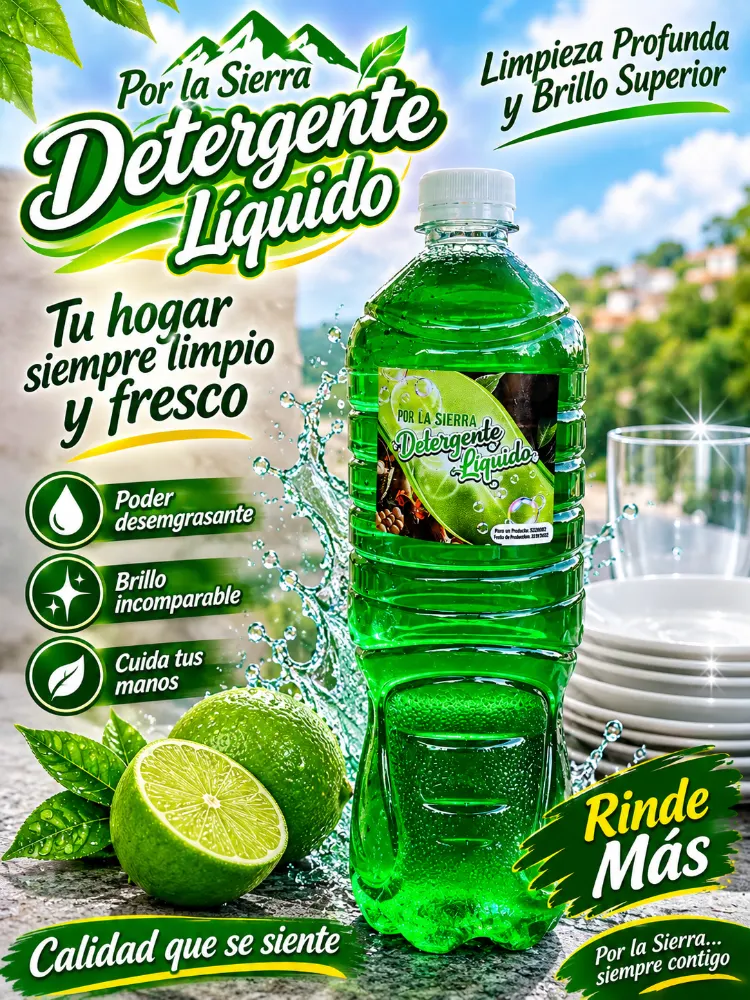 Por la Sierra
Detergente
Líquido
Limpieza Profunda
y Brillo Superior
Tu hogar
siempre limpio
y fresco
Poder
desemgrasante
Brillo
incomparable
Cuida tus
manos
POR LA SIERRA
Detergente
Líquido
Calidad que se siente
Rinde
Más
Por la Sierra...
siempre contigo